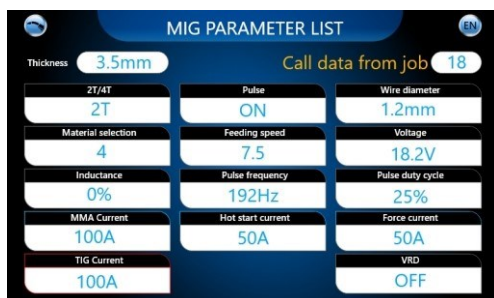 MIG PARAMETER LIST EN
Thickness 3.5mm Call data from job 18
2T/4T Pulse Wire diameter
2T ON 1.2mm
Material selection Feeding speed Voltage
4 7.5 18.2V
Inductance Pulse frequency Pulse duty cycle
0% 192Hz 25%
MMA Current Hot start current Force current
100A 50A 50A
TIG Current VRD
100A OFF